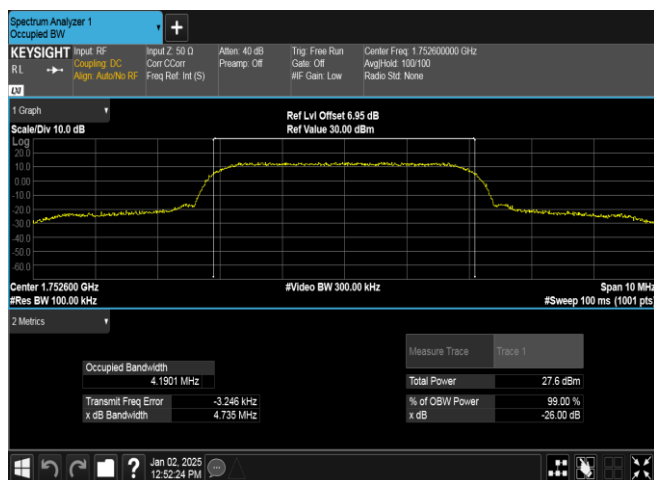 Spectrum Analyzer 1
Occupied BW
+
KEYSIGHT Input: RF Input Z: 50 Ω Atten: 40 dB Trig: Free Run Center Freq: 1.752600000 GHz
RL Coupling: DC Corr CCorr Preamp: Off Gate: Off Avg|Hold: 100/100
Align: Auto/No RF Freq Ref: Int (S) #IF Gain: Low Radio Std: None
LXI
1 Graph
Ref Lvl Offset 6.95 dB
Scale/Div 10.0 dB Ref Value 30.00 dBm
Log
20.0
10.0
0.00
-10.0
-20.0
-30.0
-40.0
-50.0
-60.0
Center 1.752600 GHz #Video BW 300.00 kHz Span 10 MHz
#Res BW 100.00 kHz #Sweep 100 ms (1001 pts)
2 Metrics
Measure Trace Trace 1
Occupied Bandwidth
4.1901 MHz Total Power 27.6 dBm
Transmit Freq Error -3.246 kHz % of OBW Power 99.00 %
x dB Bandwidth 4.735 MHz x dB -26.00 dB
? Jan 02, 2025
12:52:24 PM